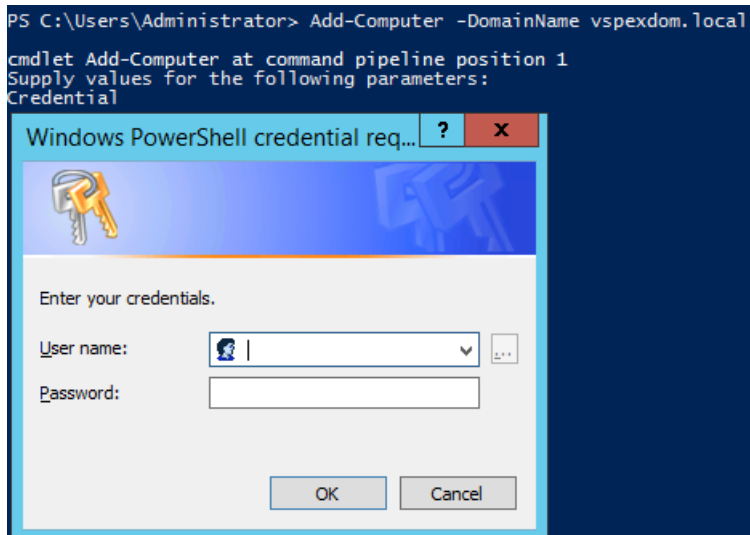 PS C:\Users\Administrator> Add-Computer -DomainName vspexdom.local
cmdlet Add-Computer at command pipeline position 1
Supply values for the following parameters:
Credential
Windows PowerShell credential req... ? x
Enter your credentials.
User name:
...
Password:
OK Cancel